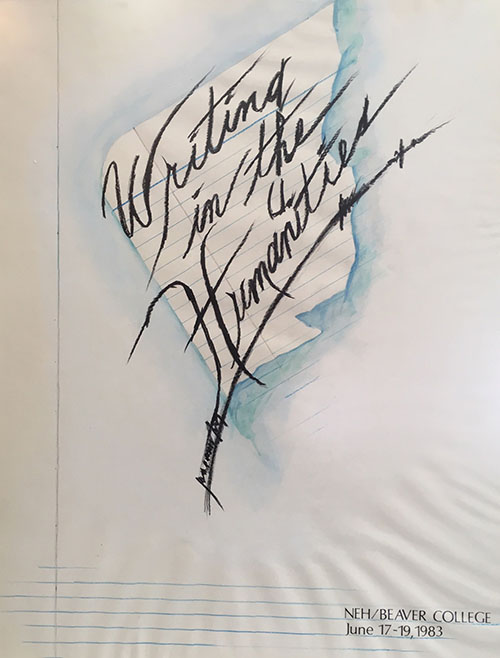 Writing
in the
Humanities
NEH/BEAVER COLLEGE
June 17-19, 1983